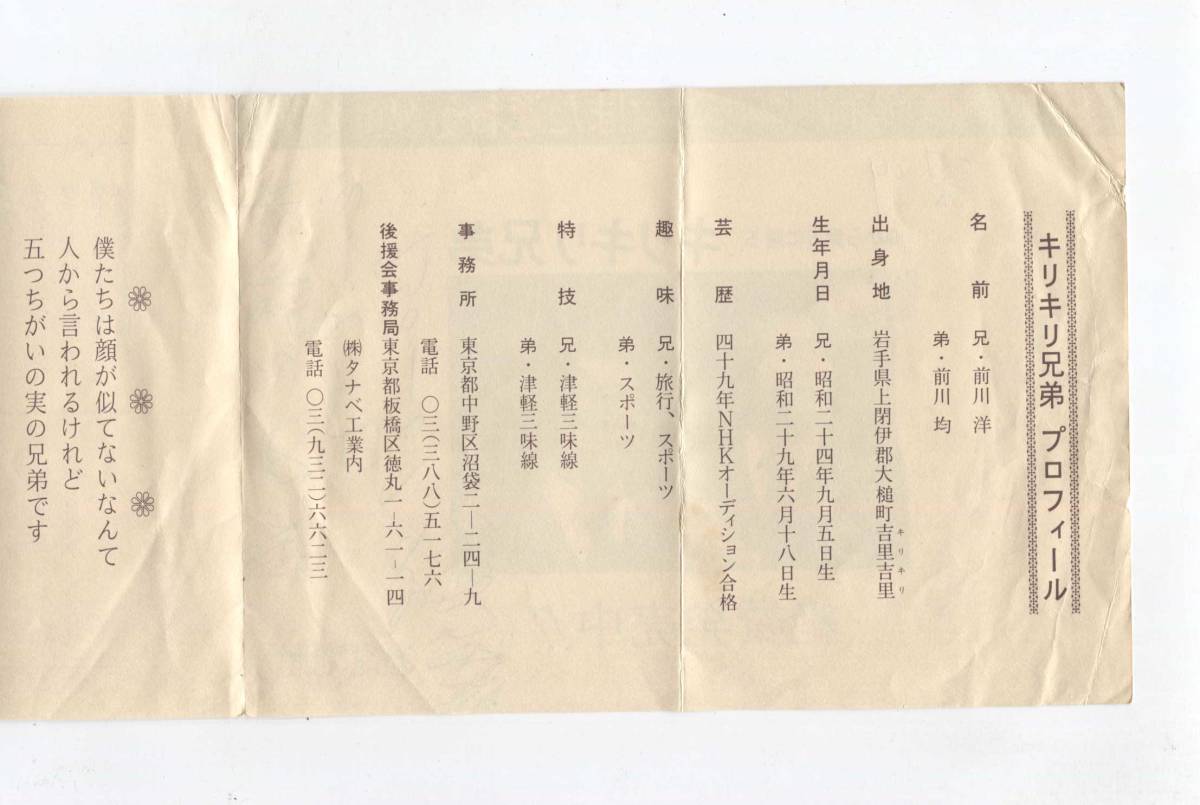 キリキリ兄弟 プロフィール
名前 兄・前川 洋
弟・前川 均
出身地 岩手県上閉伊郡大槌町吉里吉里
キリキリ
生年月日 兄・昭和二十四年九月五日生
弟・昭和二十九年六月十八日生
芸歴 四十九年NHKオーディション合格
趣味 兄・旅行、スポーツ
弟・スポーツ
特技 兄・津軽三味線
弟・津軽三味線
事務所 東京都中野区沼袋二―二四―九
電話 〇三(三八八)五一七六
後援会事務局 東京都板橋区徳丸一―六一―一四
㈱タナベ工業内
電話 〇三(九三二)六六二三
僕たちは顔が似てないなんて
人から言われるけれど
五つちがいの実の兄弟です